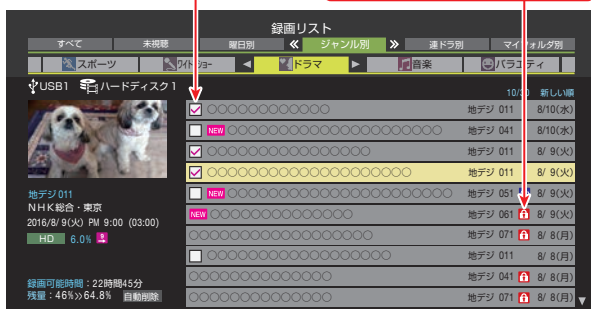 録画リスト
すべて 未視聴 曜日別 ≪ ジャンル別 ≫ 連ドラ別 マイフォルダ別
スポーツ ワイドショー ◀ ドラマ ▶ 音楽 バラエティ
USB1 ハードディスク1
10/30 新しい順
○○○○○○○○○○○○ 地デジ 011 8/10(水)
NEW ○○○○○○○○○○○○○○○○○○○○○○ 地デジ 041 8/10(水)
○○○○○○○○○○○○○○○○ 地デジ 011 8/ 9(火)
○○○○○○○○○○○○○○○○○○○○ 地デジ 011 8/ 9(火)
NEW ○○○○○○○○○○○○○○○○○○○○○○○ 地デジ 051 8/ 9(火)
NEW ○○○○○○○○○○○○○ 地デジ 061 8/ 9(火)
○○○○○○○○○○○○○○○○○○ 地デジ 071 8/ 8(月)
○○○○○○○○○○○○○○○○○○ 地デジ 011 8/ 8(月)
○○○○○○○○○○○○○ 地デジ 041 8/ 8(月)
○○○○○○○○○○○○○ 地デジ 071 8/ 8(月)
地デジ 011
NHK総合・東京
2016/8/ 9(火) PM 9:00 (03:00)
HD 6.0% 9
録画可能時間：22時間45分
残量：46%≫64.8% 自動削除